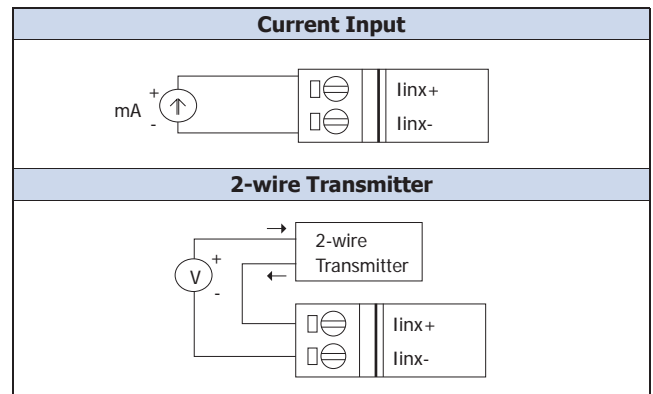 Current Input
+
mA
-
Iinx+
Iinx-
2-wire Transmitter
2-wire
Transmitter
+
V
-
Iinx+
Iinx-